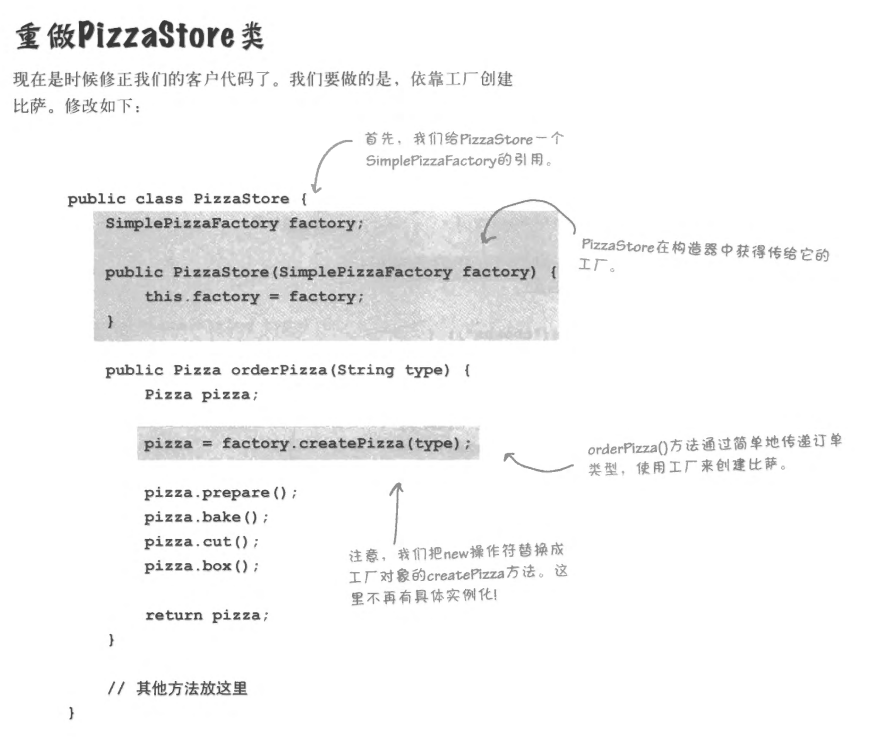 重做PizzaStore类
现在是时候修正我们的客户代码了。我们要做的是，依靠工厂创建
比萨。修改如下：
首先，我们给PizzaStore一个
SimplePizzaFactory的引用。
public class PizzaStore {
SimplePizzaFactory factory;
public PizzaStore(SimplePizzaFactory factory) {
this.factory = factory;
}
PizzaStore在构造器中获得传给它的
工厂。
public Pizza orderPizza(String type) {
Pizza pizza;
pizza = factory.createPizza(type);
orderPizza()方法通过简单地传递订单
类型，使用工厂来创建比萨。
pizza.prepare();
pizza.bake();
pizza.cut();
pizza.box();
注意，我们把new操作符替换成
工厂对象的createPizza方法。这
里不再有具体实例化!
return pizza;
}
// 其他方法放这里
}